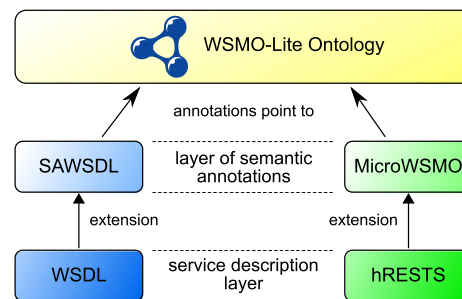 WSMO-Lite Ontology
annotations point to
SAWSDL
layer of semantic
annotations
MicroWSMO
extension
extension
WSDL
service description
layer
hRESTS